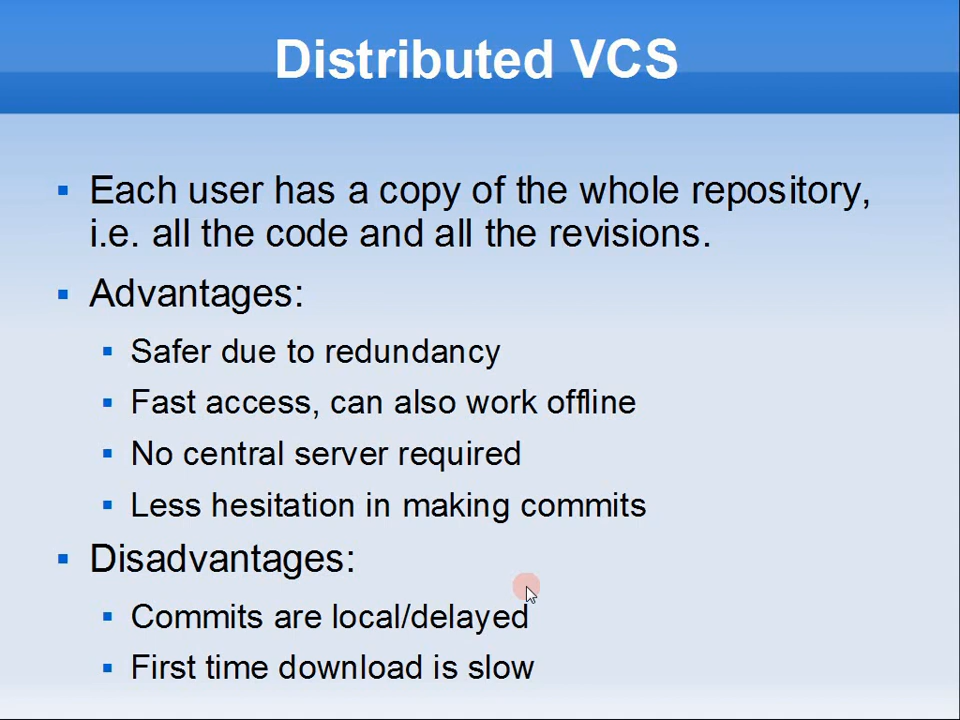 Distributed VCS
Each user has a copy of the whole repository,
i.e. all the code and all the revisions.
Advantages:
Safer due to redundancy
Fast access, can also work offline
No central server required
Less hesitation in making commits
Disadvantages:
Commits are local/delayed
First time download is slow